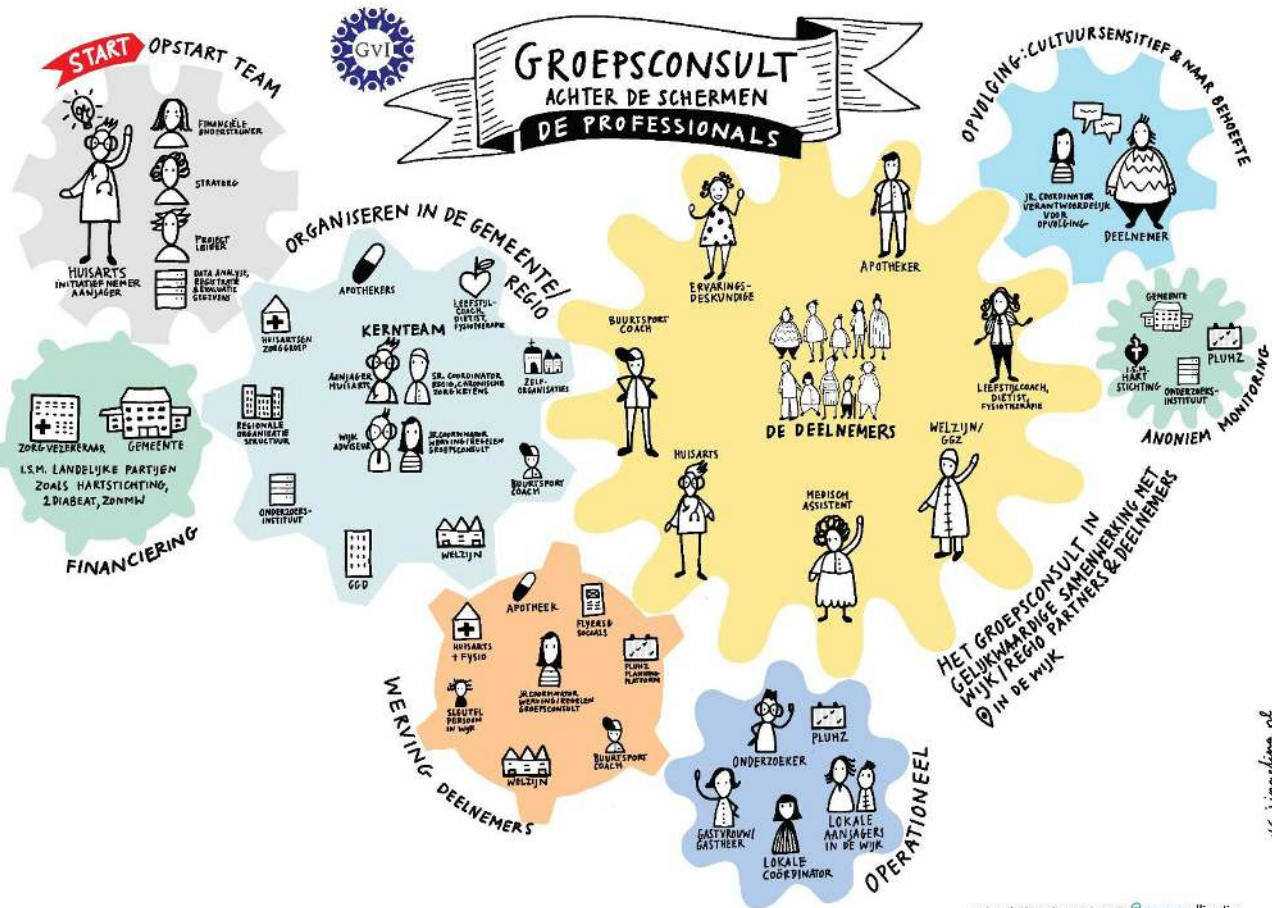 START
OPSTART TEAM
FINANCIËLE
ONDERSTEUNER
STRATEEG
PROJECT
LEIDER
DATA ANALYSE,
REGISTRATIE
& EVALUATIE
GEGEVENS
HUISARTS
INITIATIEFNEMER
AANJAGER
GVI
GROEPSCONSULT
ACHTER DE SCHERMEN
DE PROFESSIONALS
OPVOLGING: CULTUURSENSITIEF & NAAR BEHOEFTE
JR. COORDINATOR
VERANTWOORDELIJK
VOOR
OPVOLGING
DEELNEMER
ORGANISEREN IN DE GEMEENTE/
REGIO
APOTHEKERS
LEEFSTIJL-
COACH,
DIËTIST,
FYSIOTHERAPIE
HUISARTSEN
ZORGGROEP
KERNTEAM
AANJAGER
HUISARTS
SR. COORDINATOR
REGIO, CHRONISCHE
ZORGKETENS
ZELF-
ORGANISATIES
REGIONALE
ORGANISATIE
STRUCTUUR
WIJK
ADVISEUR
JR. COORDINATOR
WERVING/REGELEN
GROEPSCONSULT
BUURTSPORT
COACH
ONDERZOEKS-
INSTITUUT
GGD
WELZIJN
ZORGVEZERERAAR
GEMEENTE
I.S.M. LANDELIJKE PARTIJEN
ZOALS HARTSTICHTING,
2DIABEAT, ZONMW
FINANCIERING
ERVARINGS-
DESKUNDIGE
APOTHEKER
BUURTSPORT
COACH
DE DEELNEMERS
LEEFSTIJLCOACH,
DIËTIST,
FYSIOTHERAPIE
HUISARTS
MEDISCH
ASSISTENT
WELZIJN/
GGZ
GEMEENTE
PLUHZ
I.S.M.
HART
STICHTING
ONDERZOEKS-
INSTITUUT
ANONIEM MONITORING
HET GROEPSCONSULT IN
GELIJKWAARDIGE SAMENWERKING MET
WIJK/REGIO PARTNERS & DEELNEMERS
IN DE WIJK
APOTHEEK
FLYERS &
SOCIALS
HUISARTS
+ FYSIO
PLUHZ
PLANNING
PLATFORM
JR. COORDINATOR
WERVING/REGELEN
GROEPSCONSULT
SLEUTEL
PERSOON
IN WIJK
BUURTSPORT
COACH
WELZIJN
WERVING DEELNEMERS
ONDERZOEKER
PLUHZ
GASTVROUW/
GASTHEER
LOKALE
COÖRDINATOR
LOKALE
AANJAGERS
IN DE WIJK
OPERATIONEEL